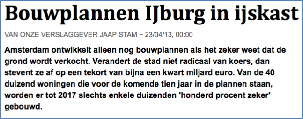 Bouwplannen IJburg in ijskast
VAN ONZE VERSLAGGEVER JAAP STAM − 23/04/13, 00:00
Amsterdam ontwikkelt alleen nog bouwplannen als het zeker weet dat de
grond wordt verkocht. Verandert de stad niet radicaal van koers, dan
stevent ze af op een tekort van bijna een kwart miljard euro. Van de 40
duizend woningen die voor de komende tien jaar in de plannen staan,
worden er tot 2017 slechts enkele duizenden 'honderd procent zeker'
gebouwd.